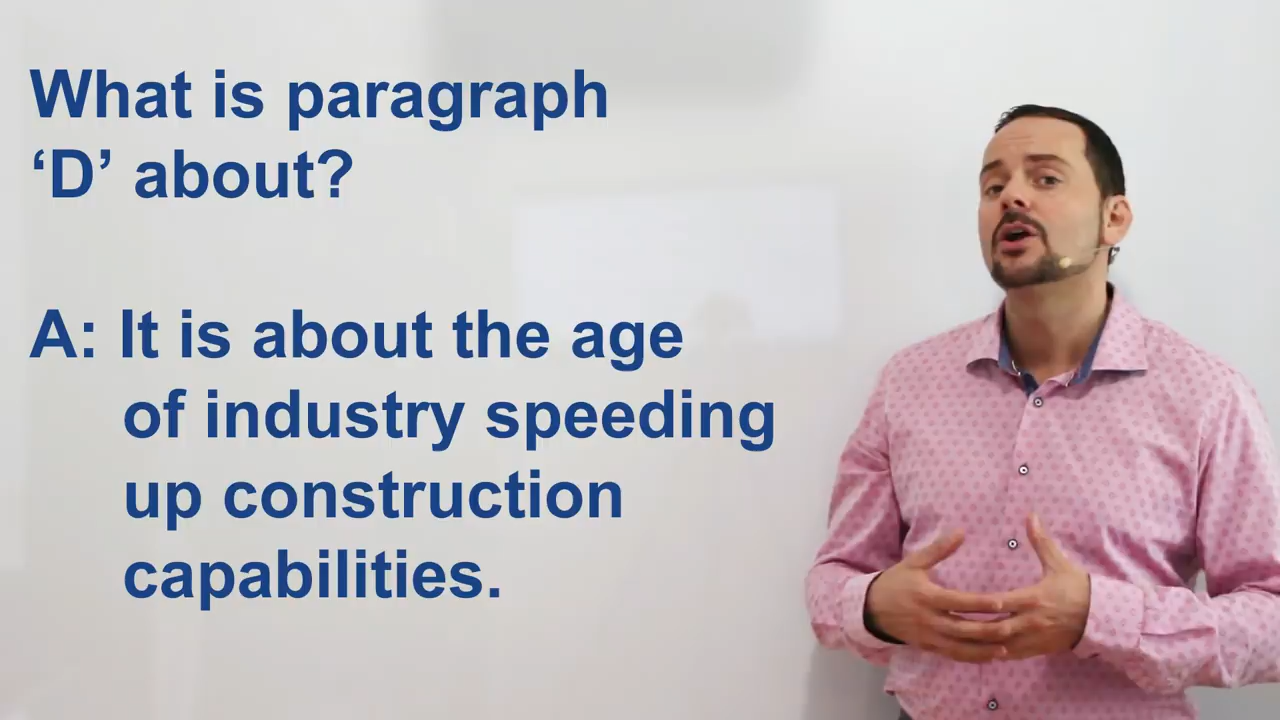 What is paragraph
‘D’ about?
A: It is about the age
of industry speeding
up construction
capabilities.